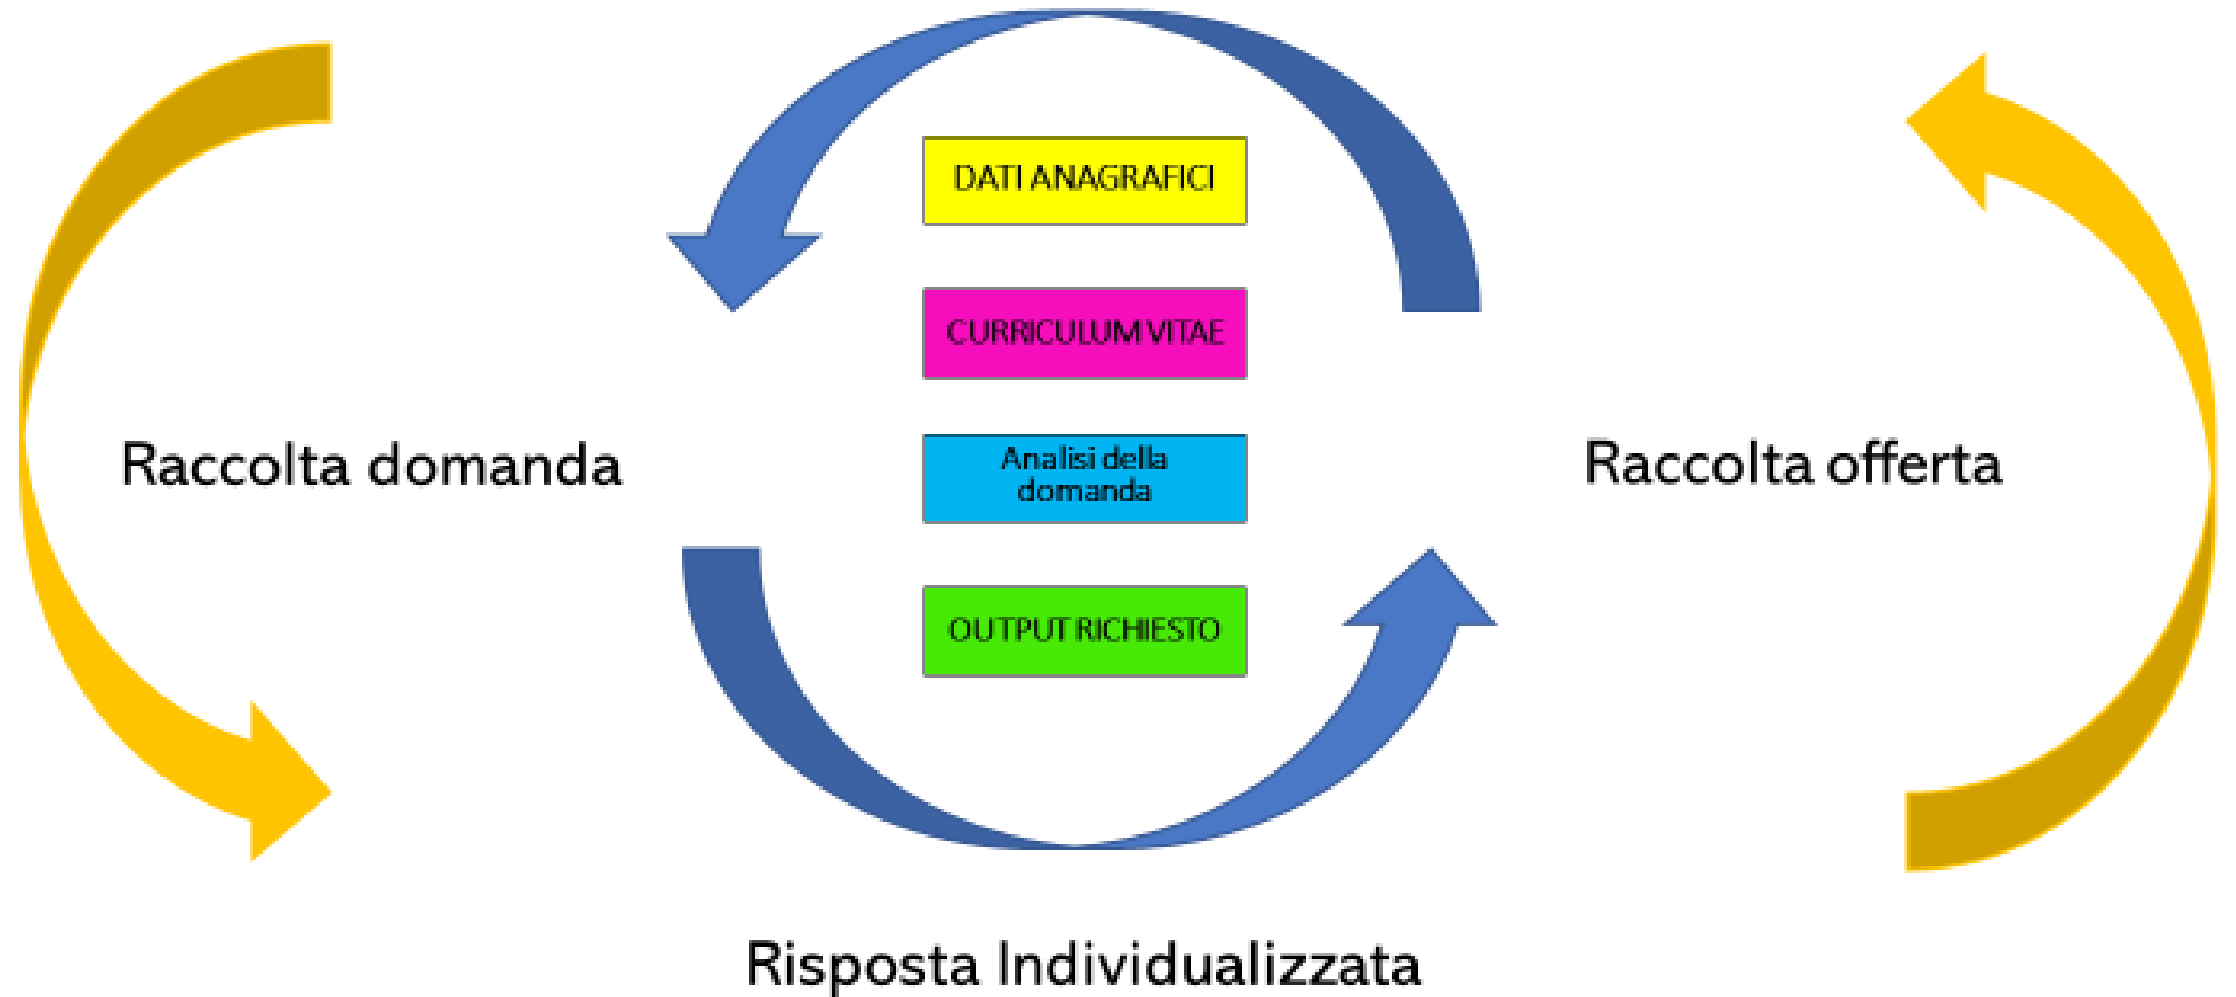 DATI ANAGRAFICI
CURRICULUM VITAE
Raccolta domanda
Analisi della
domanda
Raccolta offerta
OUTPUT RICHIESTO
Risposta Individualizzata